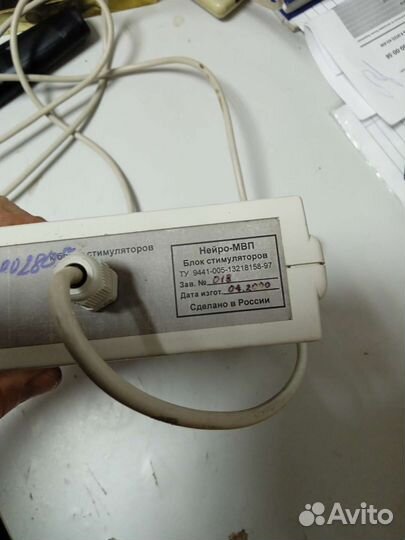 стимуляторов
Нейро-МВП
Блок стимуляторов
ТУ 9441-005-13218158-97
Зав. № 018
Дата изгот. 04.2000
Сделано в России
Avito